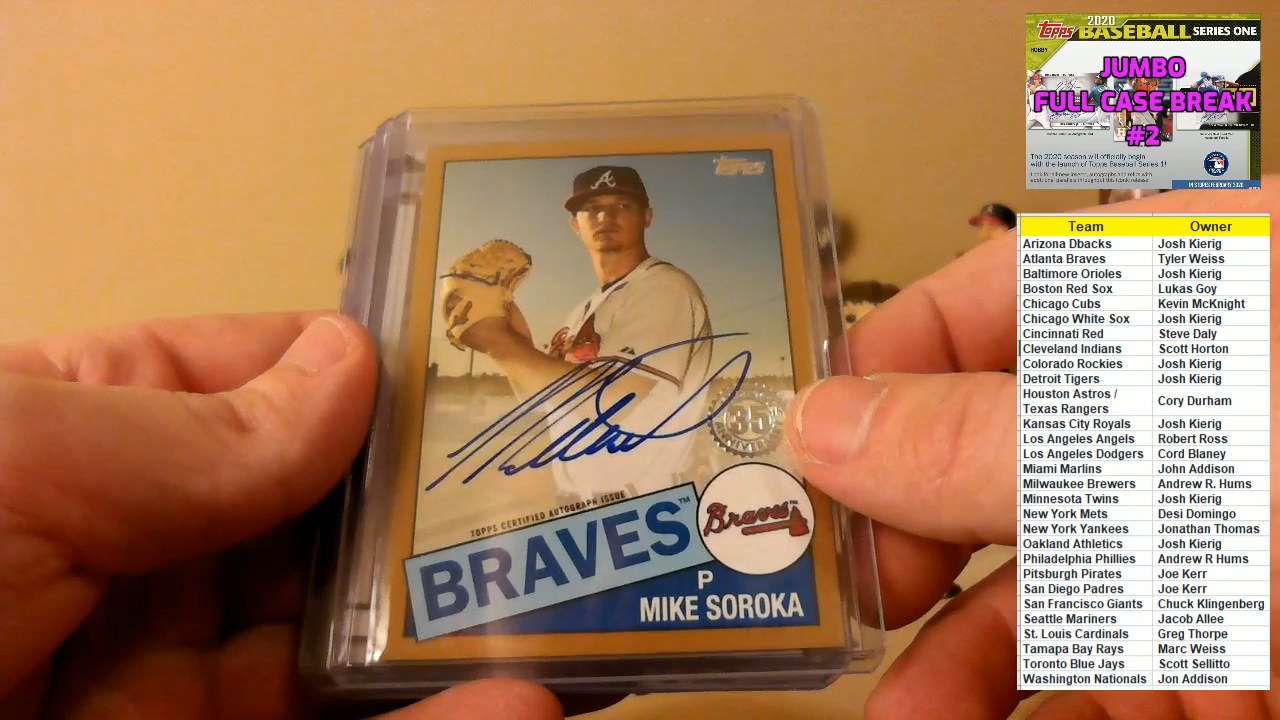 Topps
A
35th
ANNIVERSARY
TOPPS CERTIFIED AUTOGRAPH ISSUE
BRAVES™
Braves
P
MIKE SOROKA
2020
Topps BASEBALL SERIES ONE
HOBBY
JUMBO
FULL CASE BREAK
#2
The 2020 season will officially begin
with the launch of Topps Baseball Series 1!
IN STORES FEBRUARY 2020
Team Owner
Arizona Dbacks Josh Kierig
Atlanta Braves Tyler Weiss
Baltimore Orioles Josh Kierig
Boston Red Sox Lukas Goy
Chicago Cubs Kevin McKnight
Chicago White Sox Josh Kierig
Cincinnati Red Steve Daly
Cleveland Indians Scott Horton
Colorado Rockies Josh Kierig
Detroit Tigers Josh Kierig
Houston Astros /
Texas Rangers Cory Durham
Kansas City Royals Josh Kierig
Los Angeles Angels Robert Ross
Los Angeles Dodgers Cord Blaney
Miami Marlins John Addison
Milwaukee Brewers Andrew R. Hums
Minnesota Twins Josh Kierig
New York Mets Desi Domingo
New York Yankees Jonathan Thomas
Oakland Athletics Josh Kierig
Philadelphia Phillies Andrew R Hums
Pitsburgh Pirates Joe Kerr
San Diego Padres Joe Kerr
San Francisco Giants Chuck Klingenberg
Seattle Mariners Jacob Allee
St. Louis Cardinals Greg Thorpe
Tamapa Bay Rays Marc Weiss
Toronto Blue Jays Scott Sellitto
Washington Nationals Jon Addison